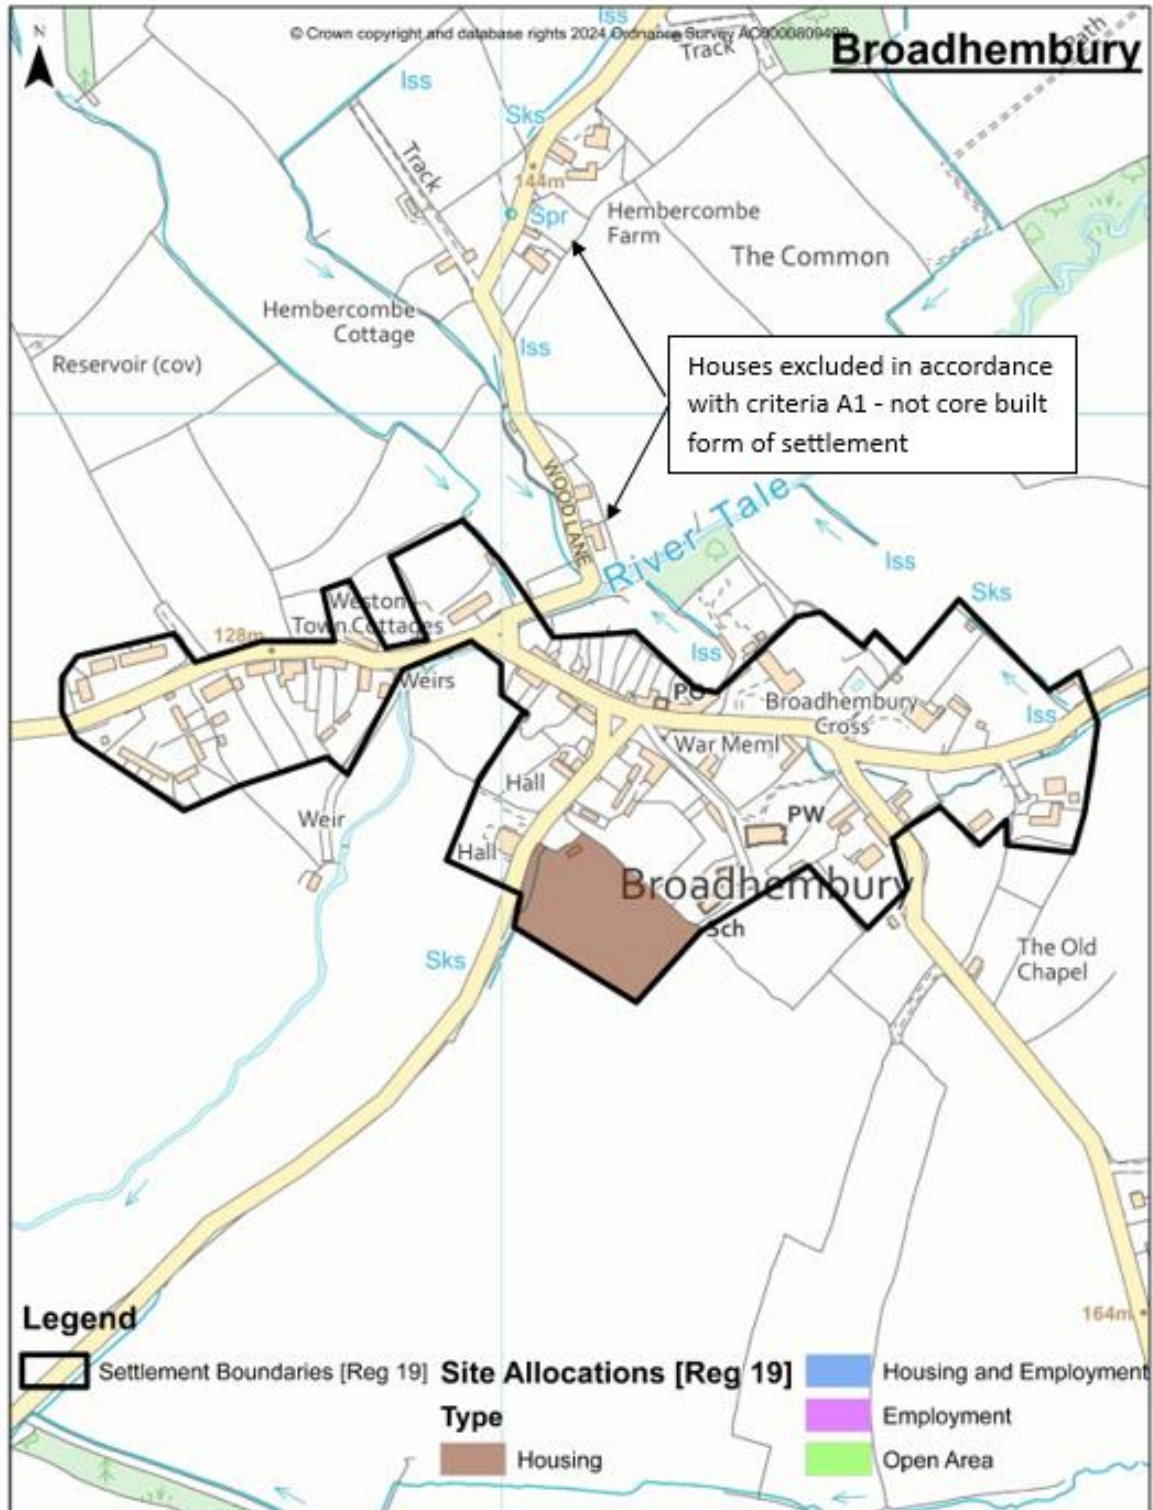 Iss
© Crown copyright and database rights 2024 Ordnance Survey AC0000809498
Broadhembury
N
Track
Path
Iss
Sks
Track
144m
Spr
Hembercombe
Farm
The Common
Hembercombe
Cottage
Iss
Reservoir (cov)
Houses excluded in accordance
with criteria A1 - not core built
form of settlement
WOOD LANE
River Tale
Iss
Sks
Weston
Town Cottages
128m
Iss
Weirs
PO
Broadhembury
Cross
Iss
War Meml
Hall
Weir
PW
Hall
Broadhembury
Sch
Sks
The Old
Chapel
164m
Legend
Settlement Boundaries [Reg 19]
Site Allocations [Reg 19]
Type
Housing
Housing and Employment
Employment
Open Area